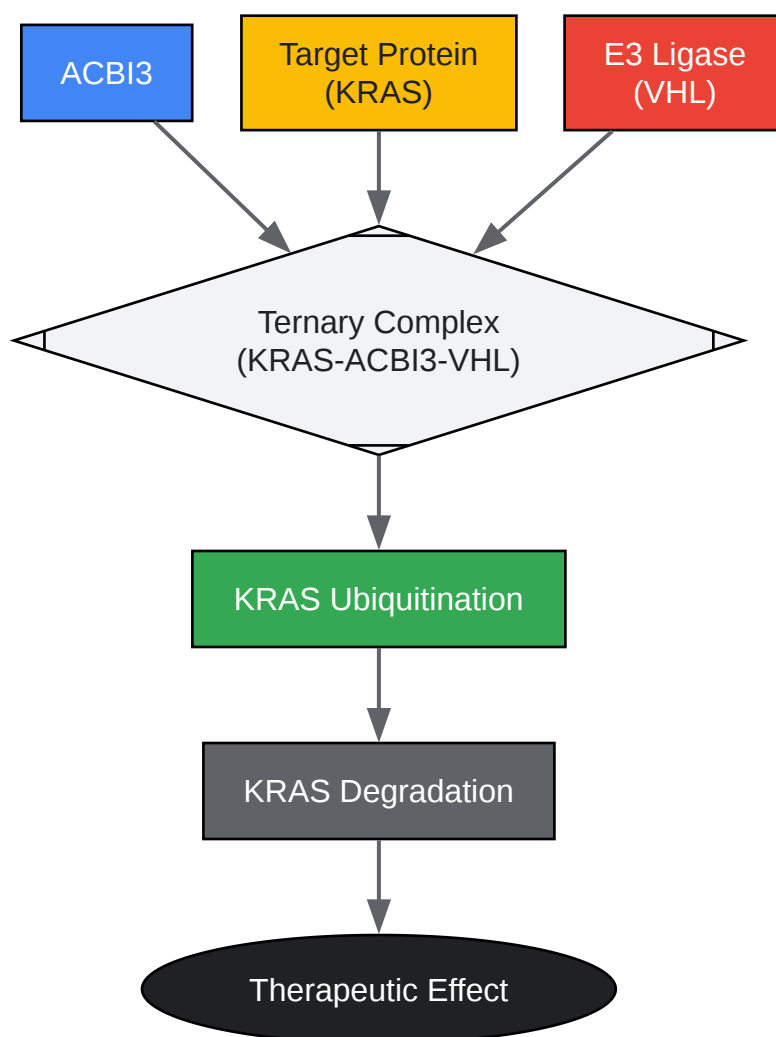 ACBI3
Target Protein
(KRAS)
E3 Ligase
(VHL)
Ternary Complex
(KRAS-ACBI3-VHL)
KRAS Ubiquitination
KRAS Degradation
Therapeutic Effect